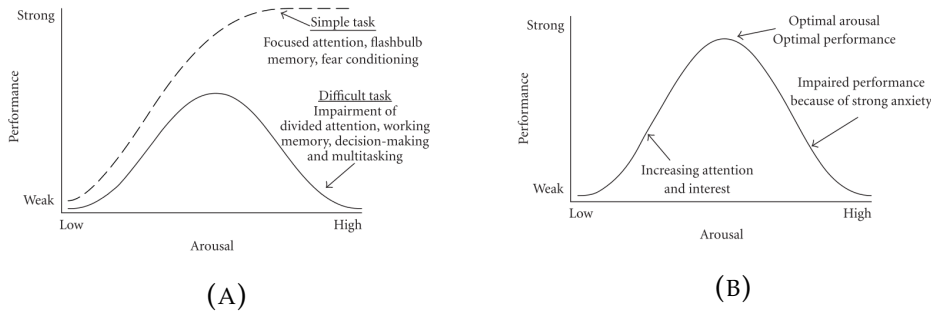 Strong
Simple task
Focused attention, flashbulb
memory, fear conditioning
Difficult task
Impairment of
divided attention, working
memory, decision-making
and multitasking
Performance
Weak
Low
High
Arousal
(A)
Strong
Optimal arousal
Optimal performance
Impaired performance
because of strong anxiety
Performance
Increasing attention
and interest
Weak
Low
High
Arousal
(B)